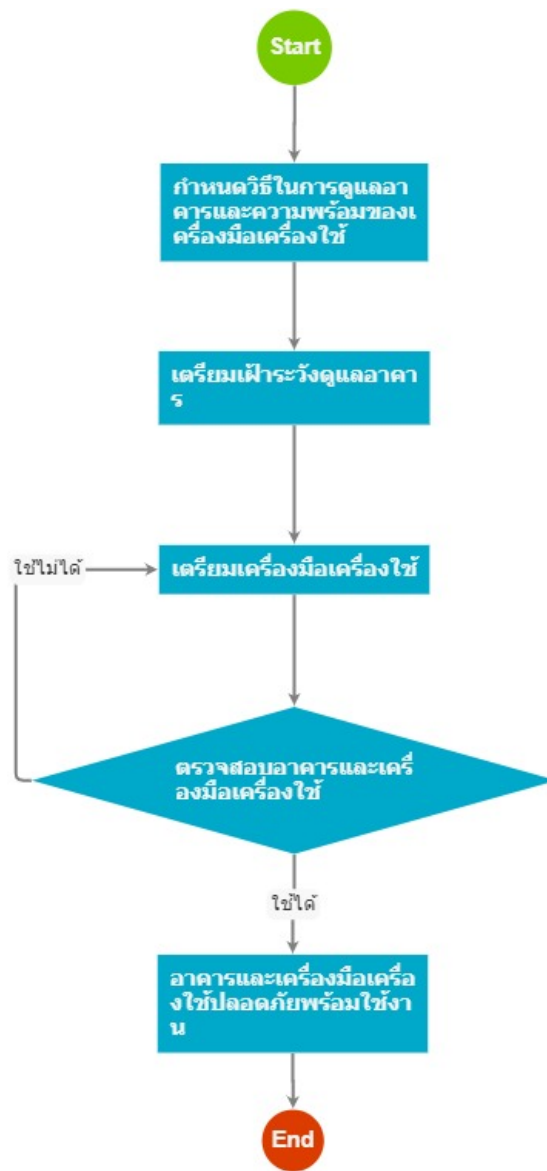 Start
กำหนดวิธีในการดูแลอา
คารและความพร้อมของเ
ครื่องมือเครื่องใช้
เตรียมเฝ้าระวังดูแลอาคา
ร
ใช้ไม่ได้
เตรียมเครื่องมือเครื่องใช้
ตรวจสอบอาคารและเครื่
องมือเครื่องใช้
ใช้ได้
อาคารและเครื่องมือเครื่อ
งใช้ปลอดภัยพร้อมใช้งา
น
End